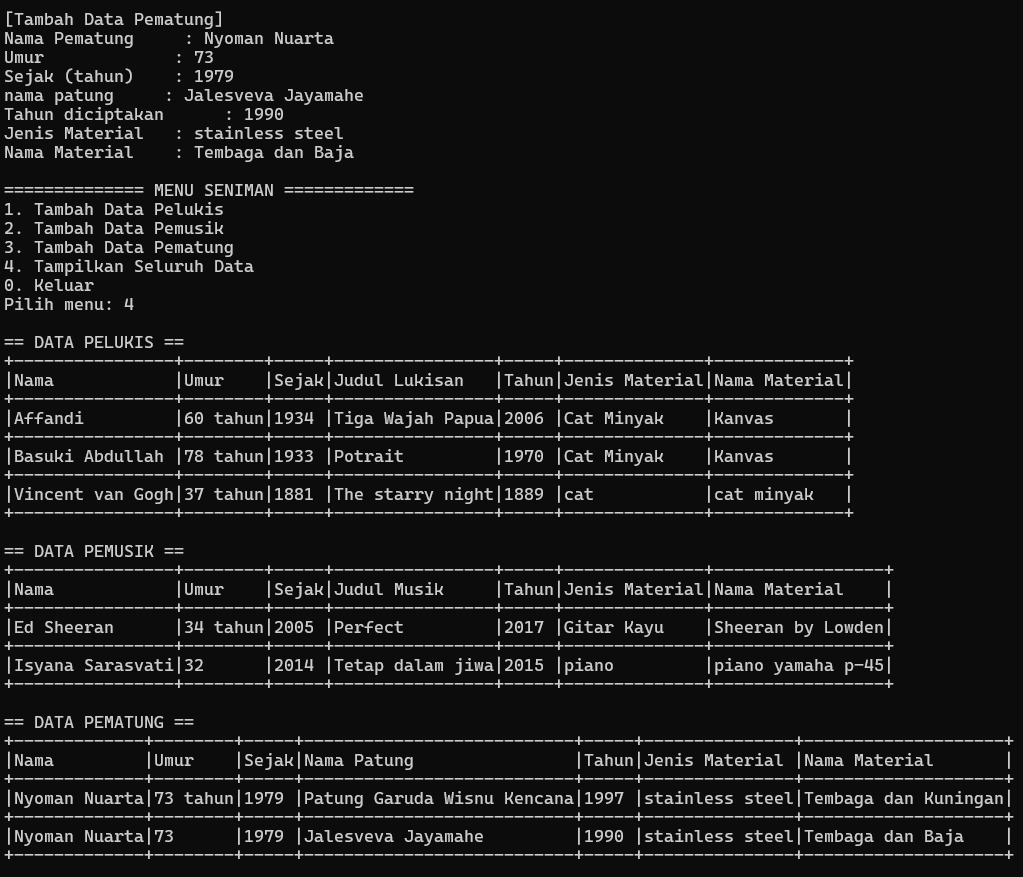 [Tambah Data Pematung]
Nama Pematung     : Nyoman Nuarta
Umur             : 73
Sejak (tahun)    : 1979
nama patung     : Jalesveva Jayamahe
Tahun diciptakan      : 1990
Jenis Material   : stainless steel
Nama Material    : Tembaga dan Baja

============== MENU SENIMAN =============
1. Tambah Data Pelukis
2. Tambah Data Pemusik
3. Tambah Data Pematung
4. Tampilkan Seluruh Data
0. Keluar
Pilih menu: 4

== DATA PELUKIS ==
+----------------+--------+-----+----------------+-----+--------------+-------------+
|Nama            |Umur    |Sejak|Judul Lukisan   |Tahun|Jenis Material|Nama Material|
+----------------+--------+-----+----------------+-----+--------------+-------------+
|Affandi         |60 tahun|1934 |Tiga Wajah Papua|2006 |Cat Minyak    |Kanvas       |
+----------------+--------+-----+----------------+-----+--------------+-------------+
|Basuki Abdullah |78 tahun|1933 |Potrait         |1970 |Cat Minyak    |Kanvas       |
+----------------+--------+-----+----------------+-----+--------------+-------------+
|Vincent van Gogh|37 tahun|1881 |The starry night|1889 |cat           |cat minyak   |
+----------------+--------+-----+----------------+-----+--------------+-------------+

== DATA PEMUSIK ==
+----------------+--------+-----+----------------+-----+--------------+-----------------+
|Nama            |Umur    |Sejak|Judul Musik     |Tahun|Jenis Material|Nama Material    |
+----------------+--------+-----+----------------+-----+--------------+-----------------+
|Ed Sheeran      |34 tahun|2005 |Perfect         |2017 |Gitar Kayu    |Sheeran by Lowden|
+----------------+--------+-----+----------------+-----+--------------+-----------------+
|Isyana Sarasvati|32      |2014 |Tetap dalam jiwa|2015 |piano         |piano yamaha p-45|
+----------------+--------+-----+----------------+-----+--------------+-----------------+

== DATA PEMATUNG ==
+-------------+--------+-----+---------------------------+-----+---------------+--------------------+
|Nama         |Umur    |Sejak|Nama Patung                |Tahun|Jenis Material |Nama Material       |
+-------------+--------+-----+---------------------------+-----+---------------+--------------------+
|Nyoman Nuarta|73 tahun|1979 |Patung Garuda Wisnu Kencana|1997 |stainless steel|Tembaga dan Kuningan|
+-------------+--------+-----+---------------------------+-----+---------------+--------------------+
|Nyoman Nuarta|73      |1979 |Jalesveva Jayamahe         |1990 |stainless steel|Tembaga dan Baja    |
+-------------+--------+-----+---------------------------+-----+---------------+--------------------+